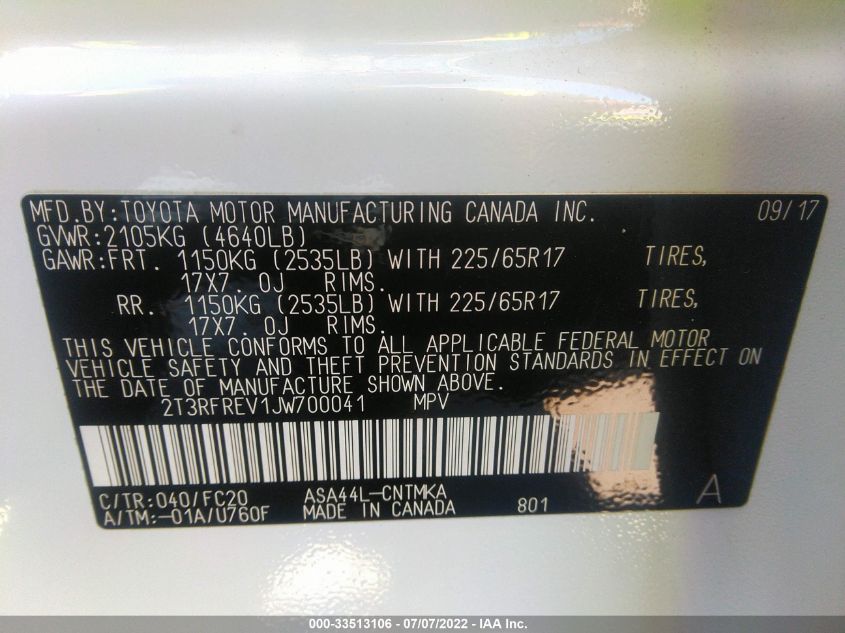 MFD.BY:TOYOTA MOTOR MANUFACTURING CANADA INC. 09/17
GVWR:2105KG (4640LB)
GAWR:FRT. 1150KG (2535LB) WITH 225/65R17 TIRES,
17X7.0J RIMS.
RR. 1150KG (2535LB) WITH 225/65R17 TIRES,
17X7.0J RIMS.
THIS VEHICLE CONFORMS TO ALL APPLICABLE FEDERAL MOTOR
VEHICLE SAFETY AND THEFT PREVENTION STANDARDS IN EFFECT ON
THE DATE OF MANUFACTURE SHOWN ABOVE.
2T3RFREV1JW700041 MPV
C/TR:040/FC20 ASA44L-CNTMKA 801 A
A/TM:-01A/U760F MADE IN CANADA
000-33513106 - 07/07/2022 - IAA Inc.